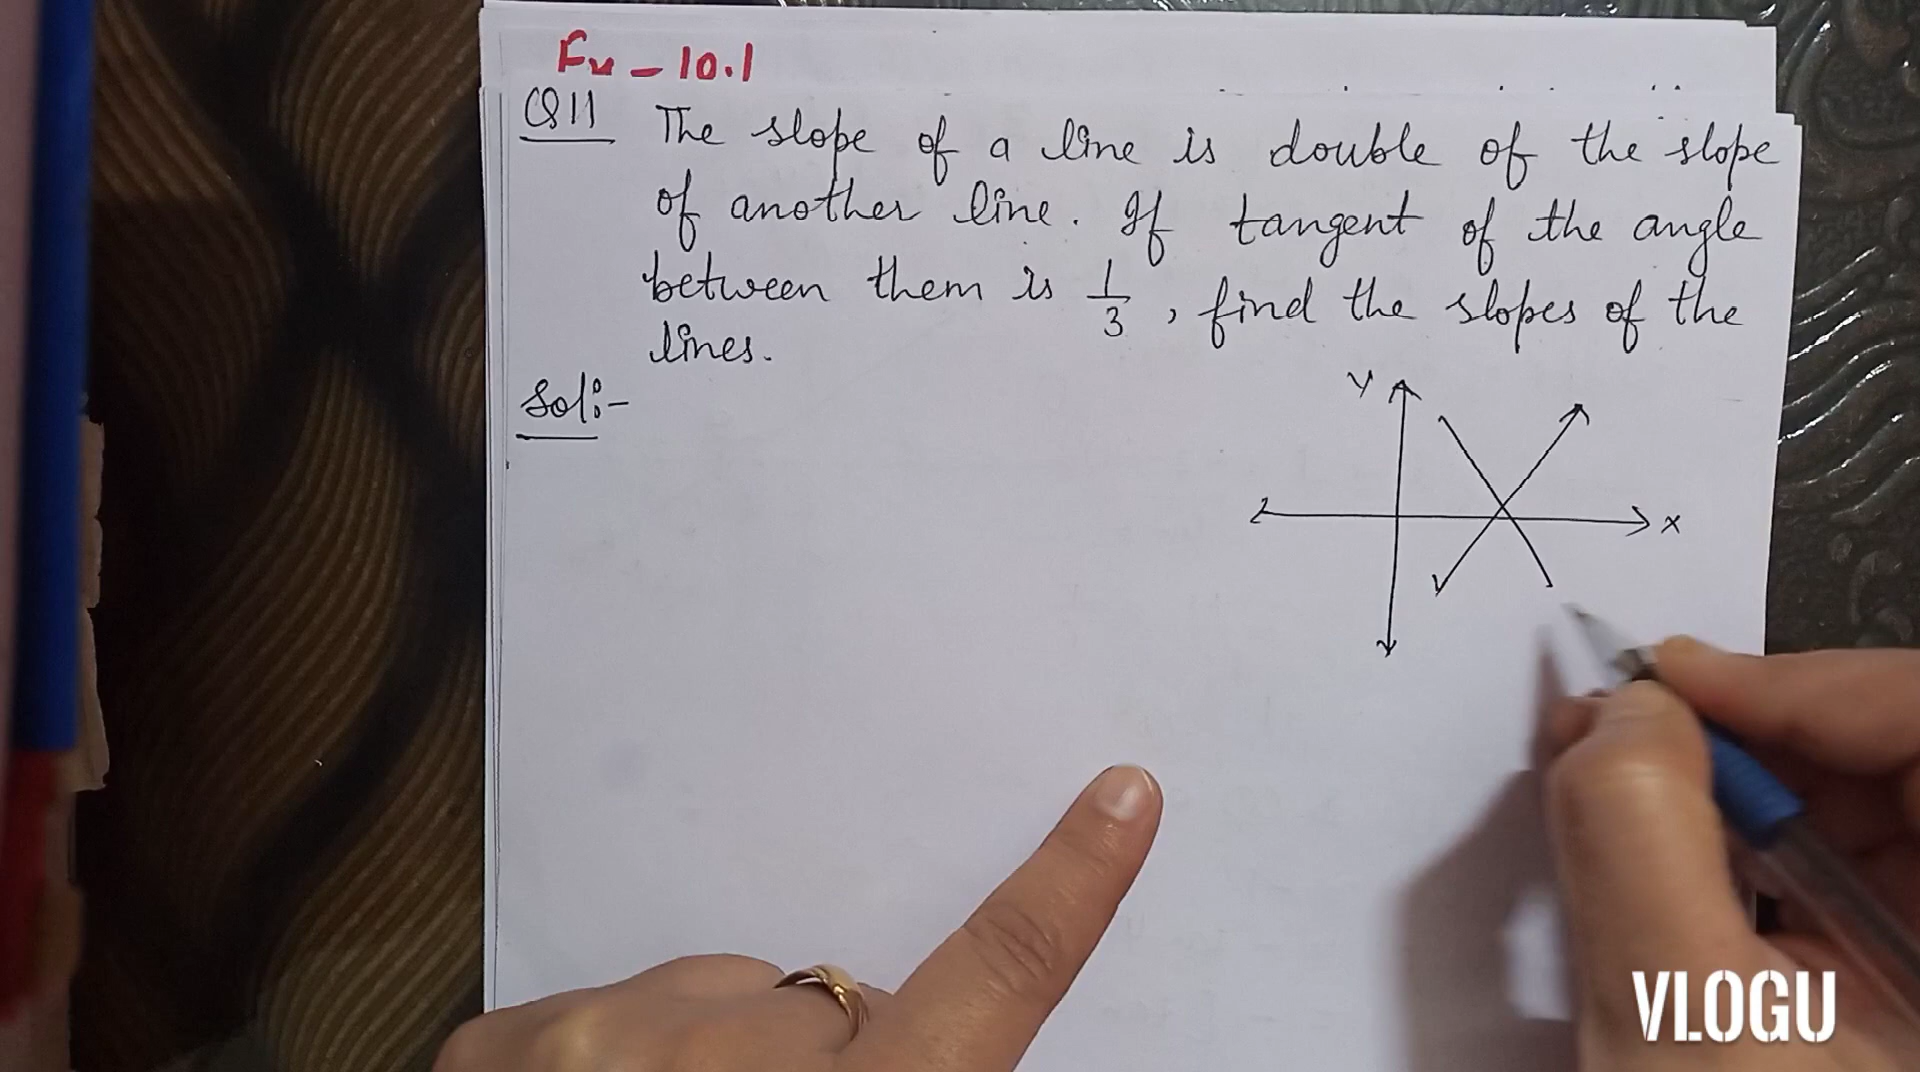 Ex - 10.1
Q11 The slope of a line is double of the slope
of another line. If tangent of the angle
between them is 1/3, find the slopes of the
lines.
Sol:-
Y
X
VLOGU